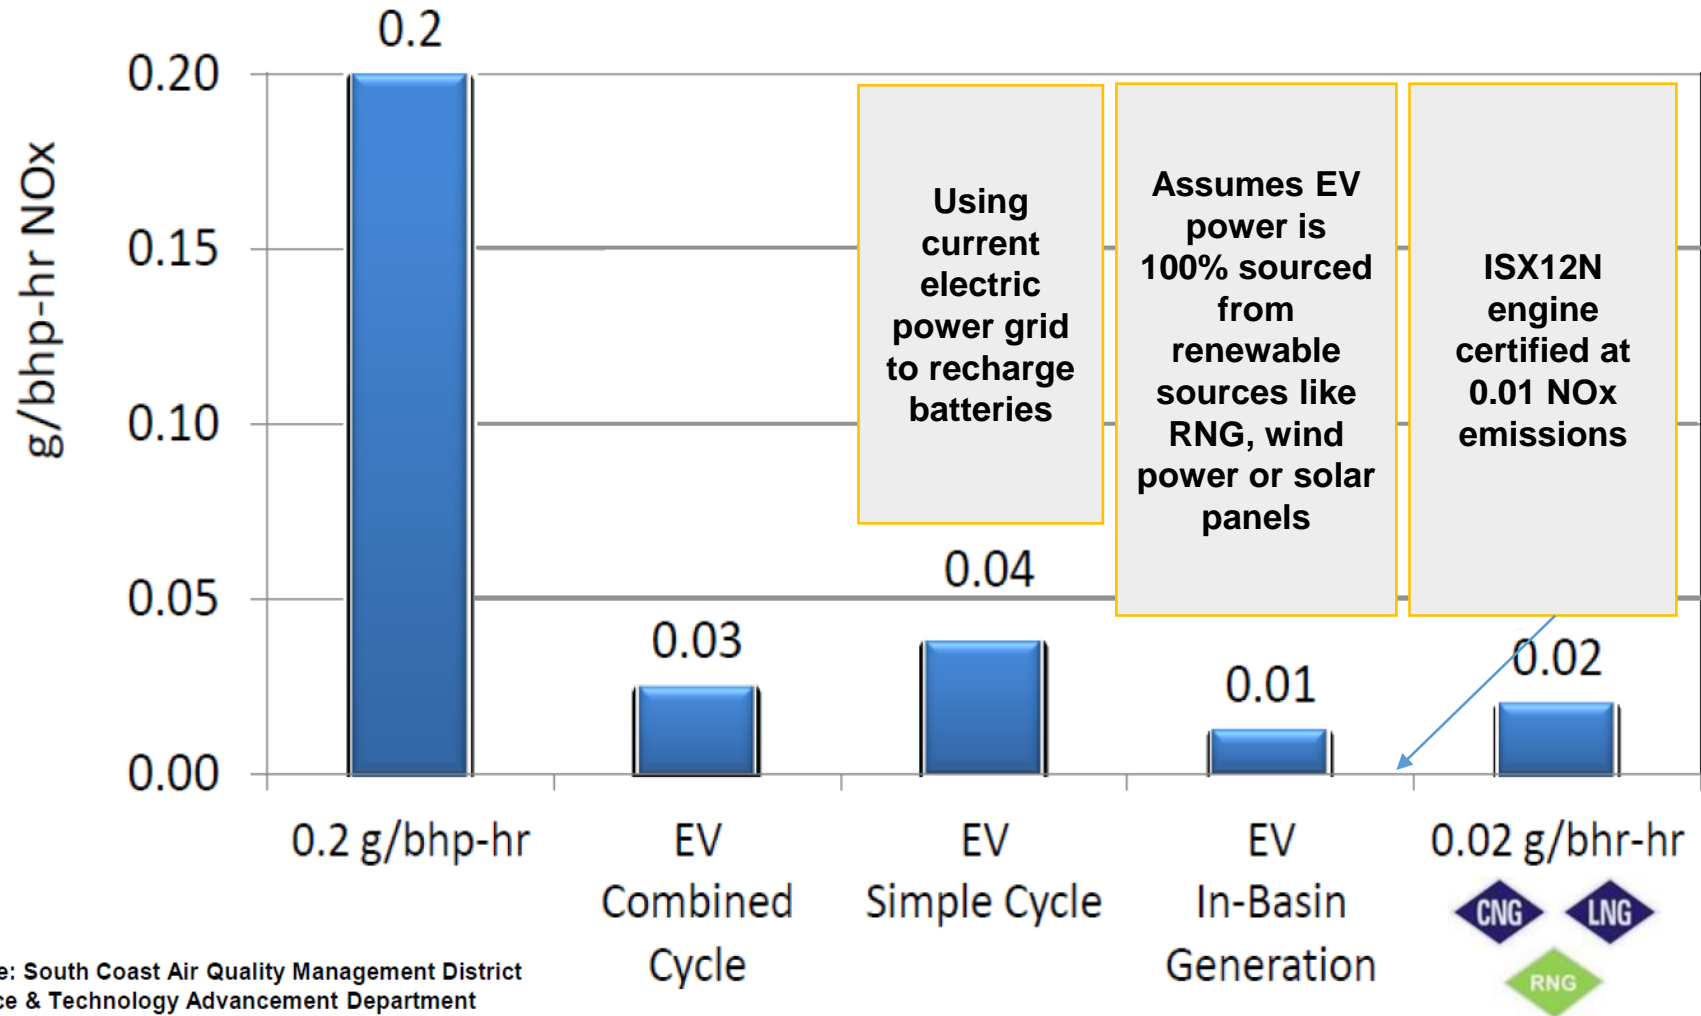 0.2
0.20
0.15
0.10
0.05
0.00
g/bhp-hr NOx
Using
current
electric
power grid
to recharge
batteries
Assumes EV
power is
100% sourced
from
renewable
sources like
RNG, wind
power or solar
panels
ISX12N
engine
certified at
0.01 NOx
emissions
0.03
0.04
0.01
0.02
0.2 g/bhp-hr
EV
Combined
Cycle
EV
Simple Cycle
EV
In-Basin
Generation
0.02 g/bhr-hr
CNG
LNG
RNG
e: South Coast Air Quality Management District
ce & Technology Advancement Department